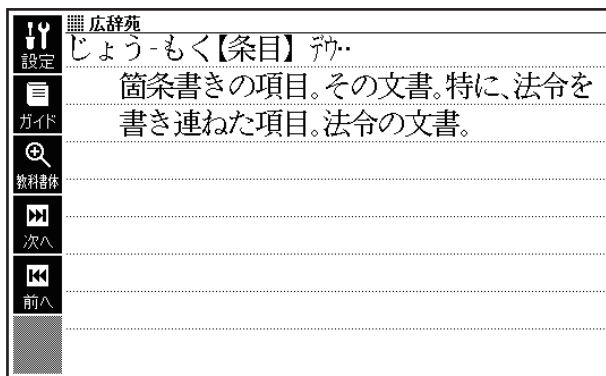 広辞苑
じょう‐もく【条目】 デウ‥
箇条書きの項目。その文書。特に、法令を
書き連ねた項目。法令の文書。
設定
ガイド
教科書体
次へ
前へ